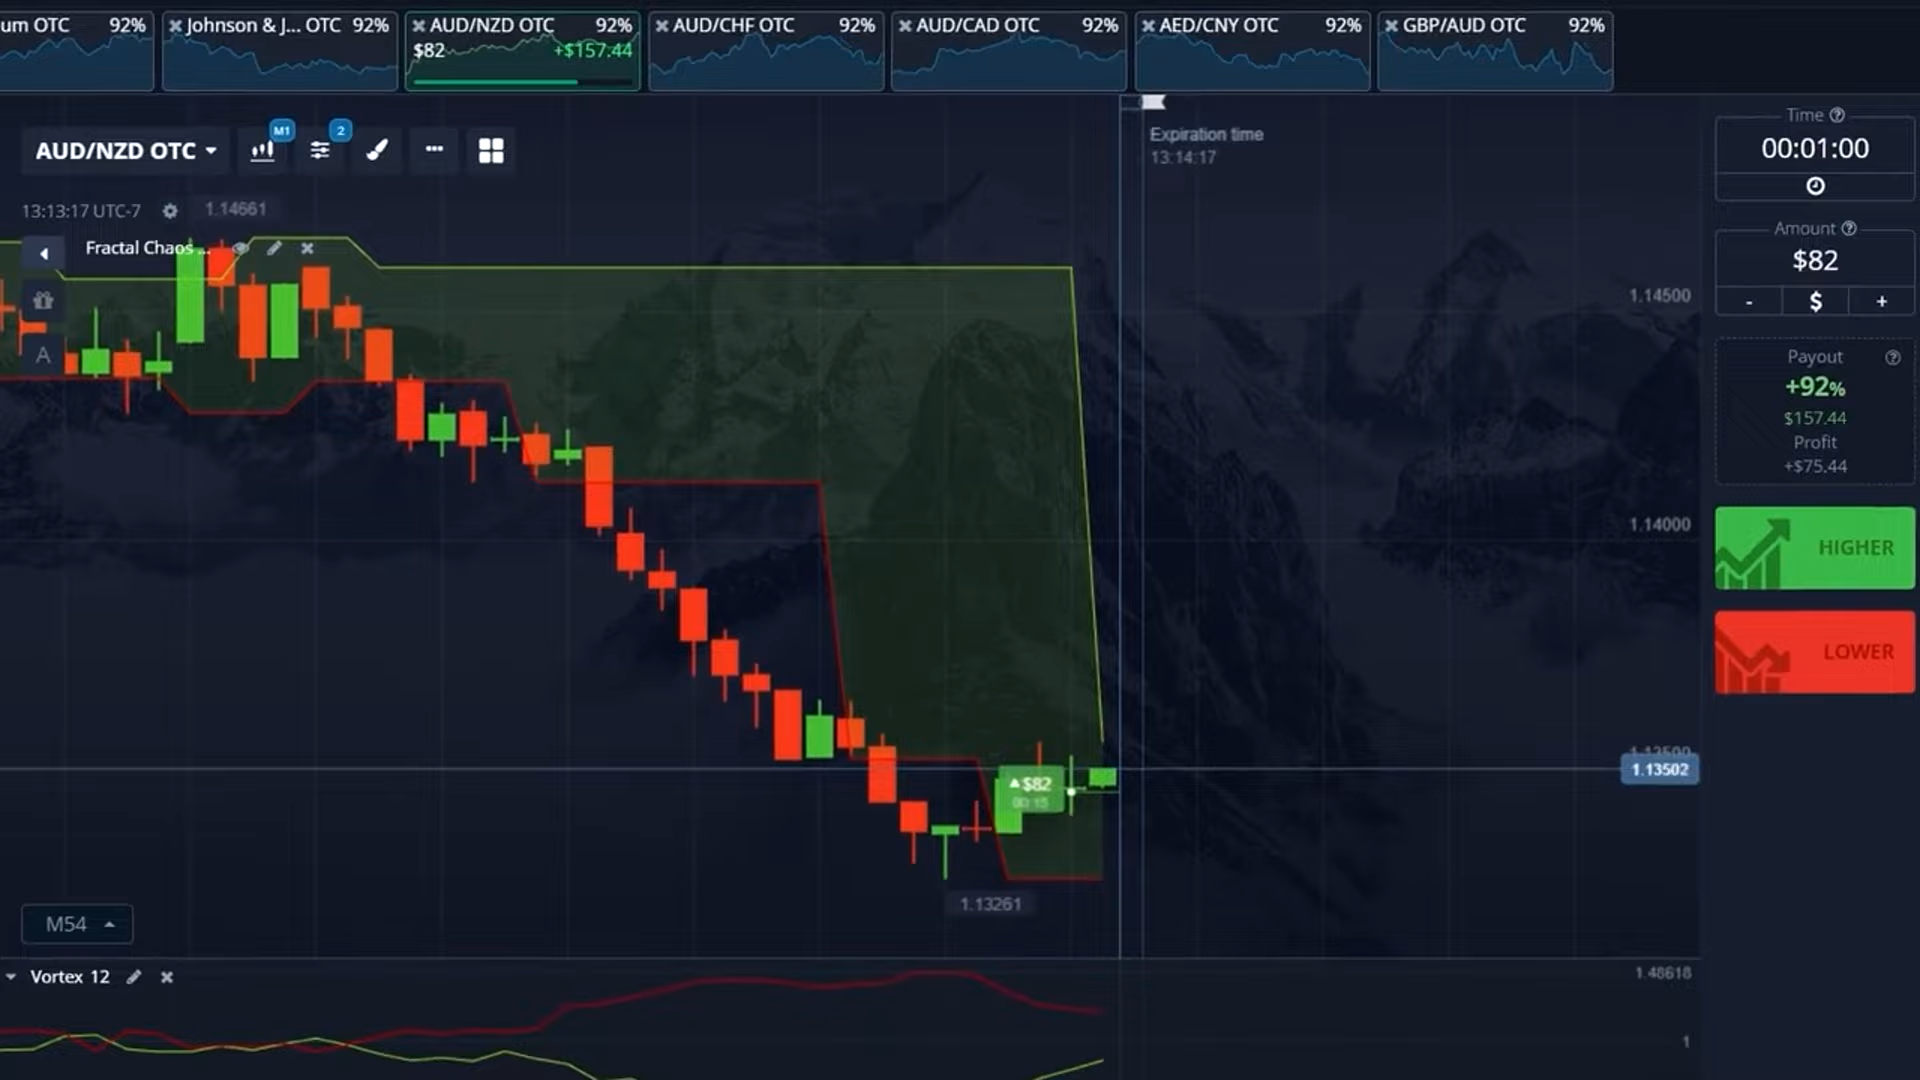 um OTC 92%
Johnson & J... OTC 92%
AUD/NZD OTC 92%
$82 +$157.44
AUD/CHF OTC 92%
AUD/CAD OTC 92%
AED/CNY OTC 92%
GBP/AUD OTC 92%
AUD/NZD OTC
M1
2
Expiration time
13:14:17
13:13:17 UTC-7
1.14661
Fractal Chaos ...
A
1.14500
1.14000
1.13500
1.13502
$82
00:15
1.13261
M54
Vortex 12
1.48618
1
Time
00:01:00
Amount
$82
- $ +
Payout
+92%
$157.44
Profit
+$75.44
HIGHER
LOWER